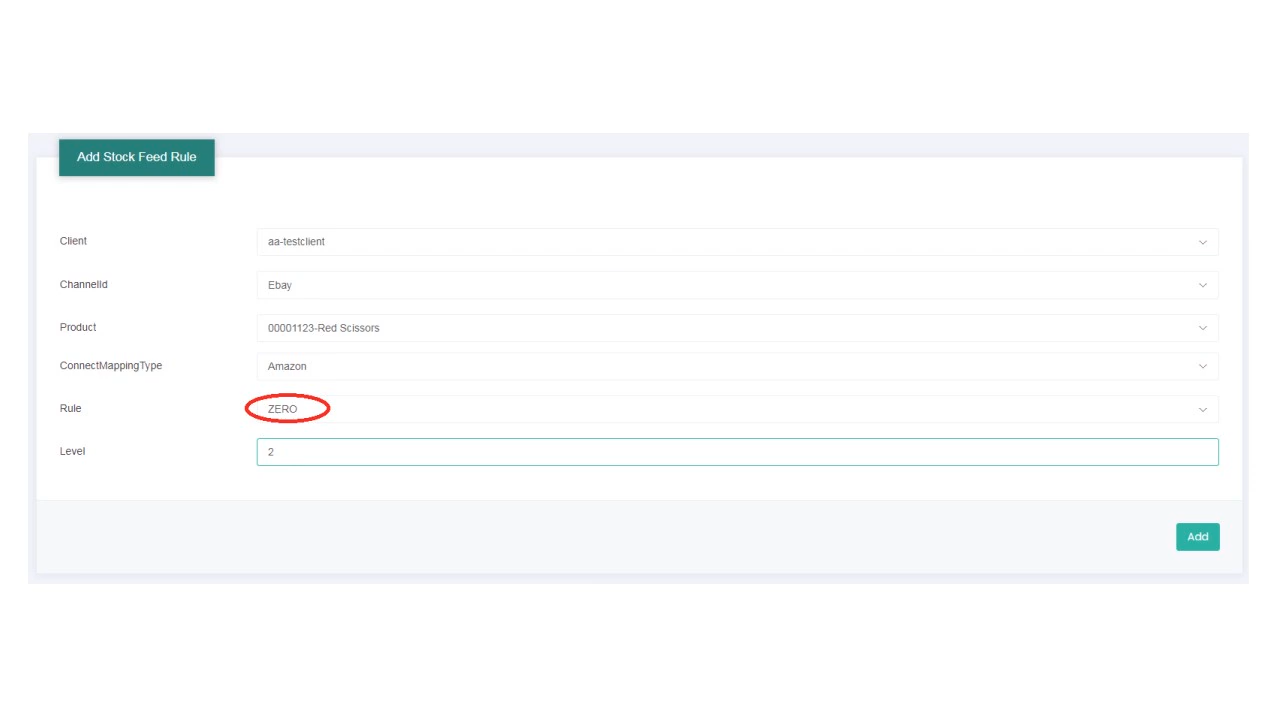 Add Stock Feed Rule
Client aa-testclient
ChannelId Ebay
Product 00001123-Red Scissors
ConnectMappingType Amazon
Rule ZERO
Level 2
Add